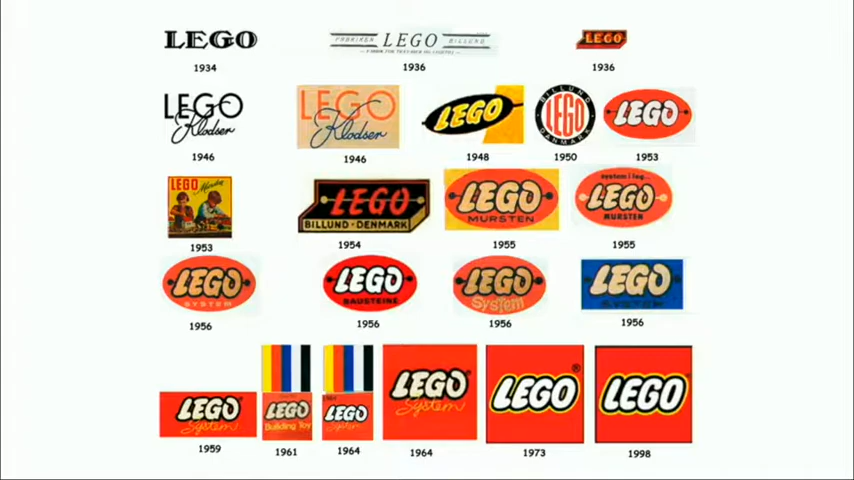 LEGO
1934
FABRIKEN LEGO BILLUND
1936
LEGO
1936
LEGO
Klodser
1946
LEGO
Klodser
1946
LEGO
1948
BILLUND
LEGO
DENMARK
1950
LEGO
1953
LEGO Mursten
1953
LEGO
BILLUND · DENMARK
1954
LEGO
MURSTEN
1955
system i leg...
LEGO
MURSTEN
1955
LEGO
SYSTEM
1956
LEGO
BAUSTEINE
1956
LEGO
System
1956
LEGO
SYSTEM
1956
LEGO
System
1959
LEGO
Building Toy
1961
LEGO
System
1964
LEGO
System
1964
LEGO®
1973
LEGO
1998